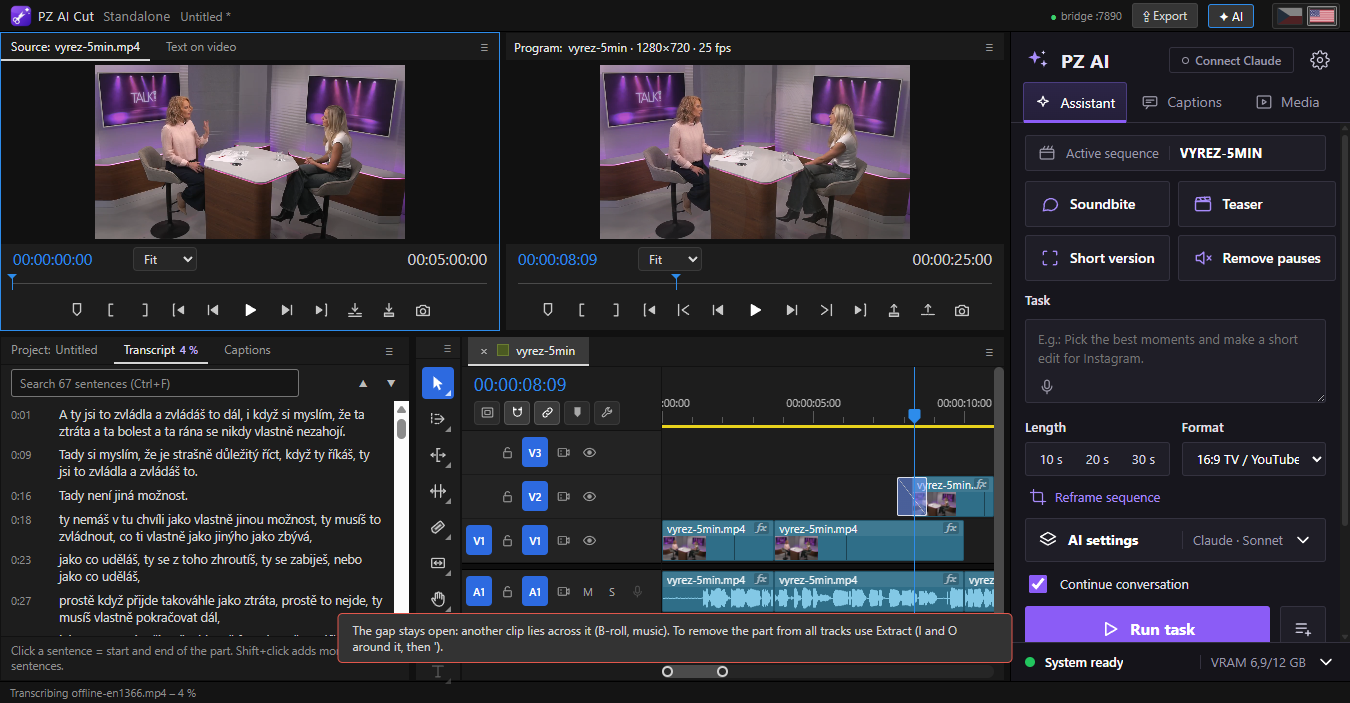 PZ AI Cut Standalone Untitled *
bridge :7890
Export
AI
Source: vyrez-5min.mp4
Text on video
TALK!
00:00:00:00
Fit
00:05:00:00
Program: vyrez-5min · 1280×720 · 25 fps
TALK!
00:00:08:09
Fit
00:00:25:00
Project: Untitled
Transcript 4 %
Captions
Search 67 sentences (Ctrl+F)
0:01
A ty jsi to zvládla a zvládáš to dál, i když si myslím, že ta
ztráta a ta bolest a ta rána se nikdy vlastně nezahojí.
0:09
Tady si myslím, že je strašně důležitý říct, když ty říkáš, ty
jsi to zvládla a zvládáš to.
0:16
Tady není jiná možnost.
0:18
ty nemáš v tu chvíli jako vlastně jinou možnost, ty musíš to
zvládnout, co ti vlastně jako jinýho jako zbývá,
0:23
jako co uděláš, ty se z toho zhroutíš, ty se zabiješ, nebo
jako co uděláš,
0:27
prostě když přijde takováhle jako ztráta, prostě to nejde, ty
musíš vlastně pokračovat dál,
Click a sentence = start and end of the part. Shift+click adds
sentences.
vyrez-5min
00:00:08:09
:00:00
00:00:05:00
00:00:10:00
V3
V2
vyrez-5min...
fx
V1
V1
vyrez-5min.mp4 fx
vyrez-5min.mp4 fx
A1
A1
M
S
vyrez-5min.mp4 fx
vyrez-5min.mp4 fx
vyrez
T
The gap stays open: another clip lies across it (B-roll, music). To remove the part from all tracks use Extract (I and O
around it, then ').
PZ AI
Connect Claude
Assistant
Captions
Media
Active sequence
VYREZ-5MIN
Soundbite
Teaser
Short version
Remove pauses
Task
E.g.: Pick the best moments and make a short
edit for Instagram.
Length
Format
10 s
20 s
30 s
16:9 TV / YouTube
Reframe sequence
AI settings
Claude · Sonnet
Continue conversation
Run task
System ready
VRAM 6,9/12 GB
Transcribing offline-en1366.mp4 – 4 %